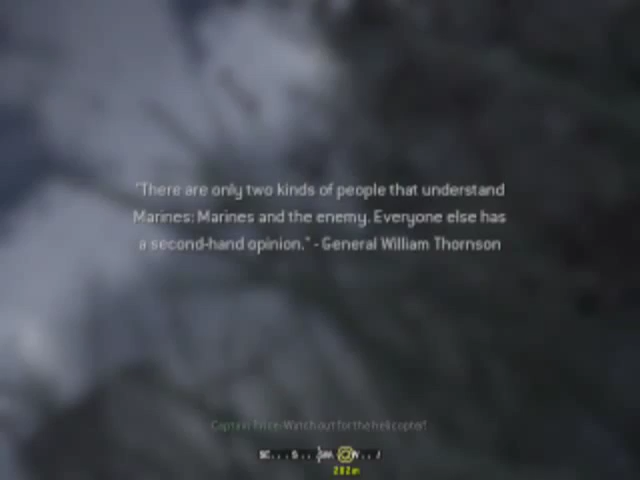 "There are only two kinds of people that understand
Marines: Marines and the enemy. Everyone else has
a second-hand opinion." - General William Thornson
Captain Price: Watch out for the helicopter!
282m